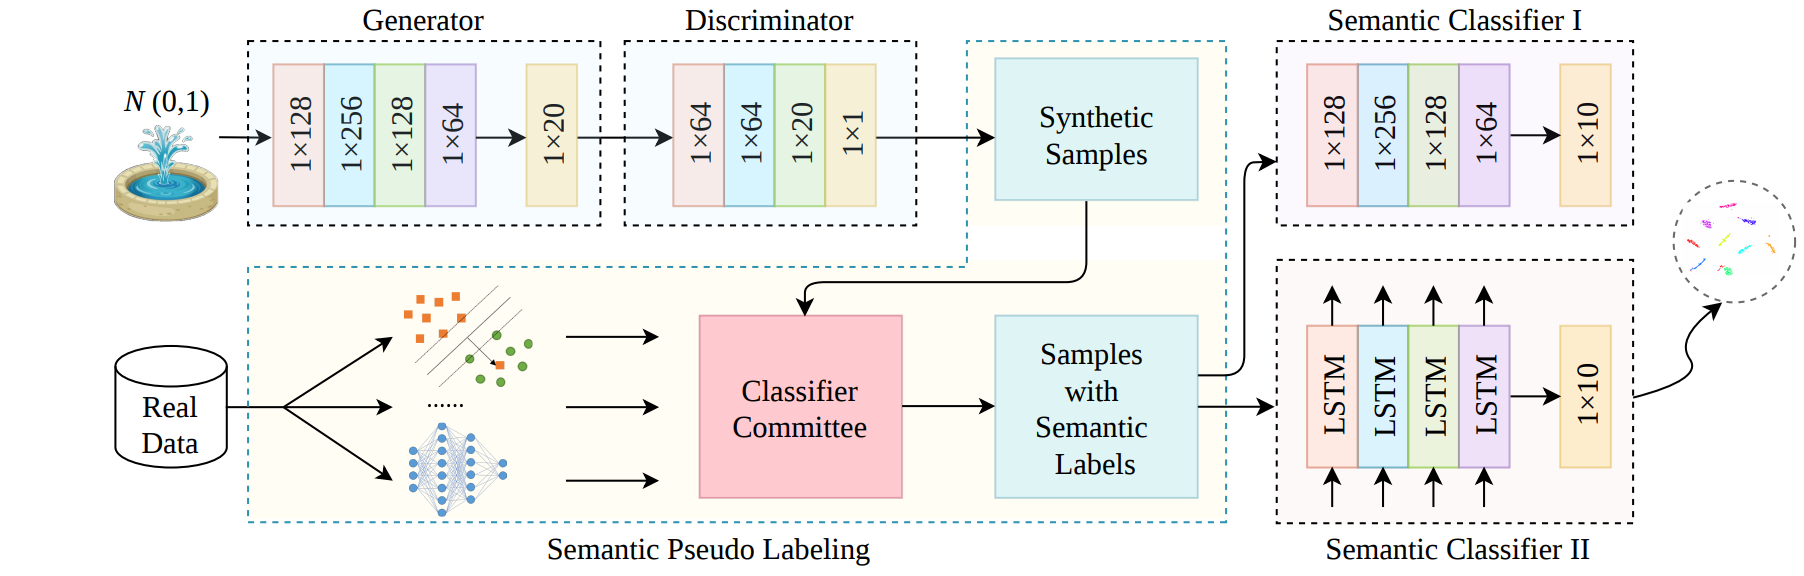 Generator
Discriminator
Semantic Classifier I
N (0,1)
1×128
1×256
1×128
1×64
1×20
1×64
1×64
1×20
1×1
Synthetic
Samples
1×128
1×256
1×128
1×64
1×10
Real
Data
......
Classifier
Committee
Samples
with
Semantic
Labels
LSTM
LSTM
LSTM
LSTM
1×10
Semantic Pseudo Labeling
Semantic Classifier II